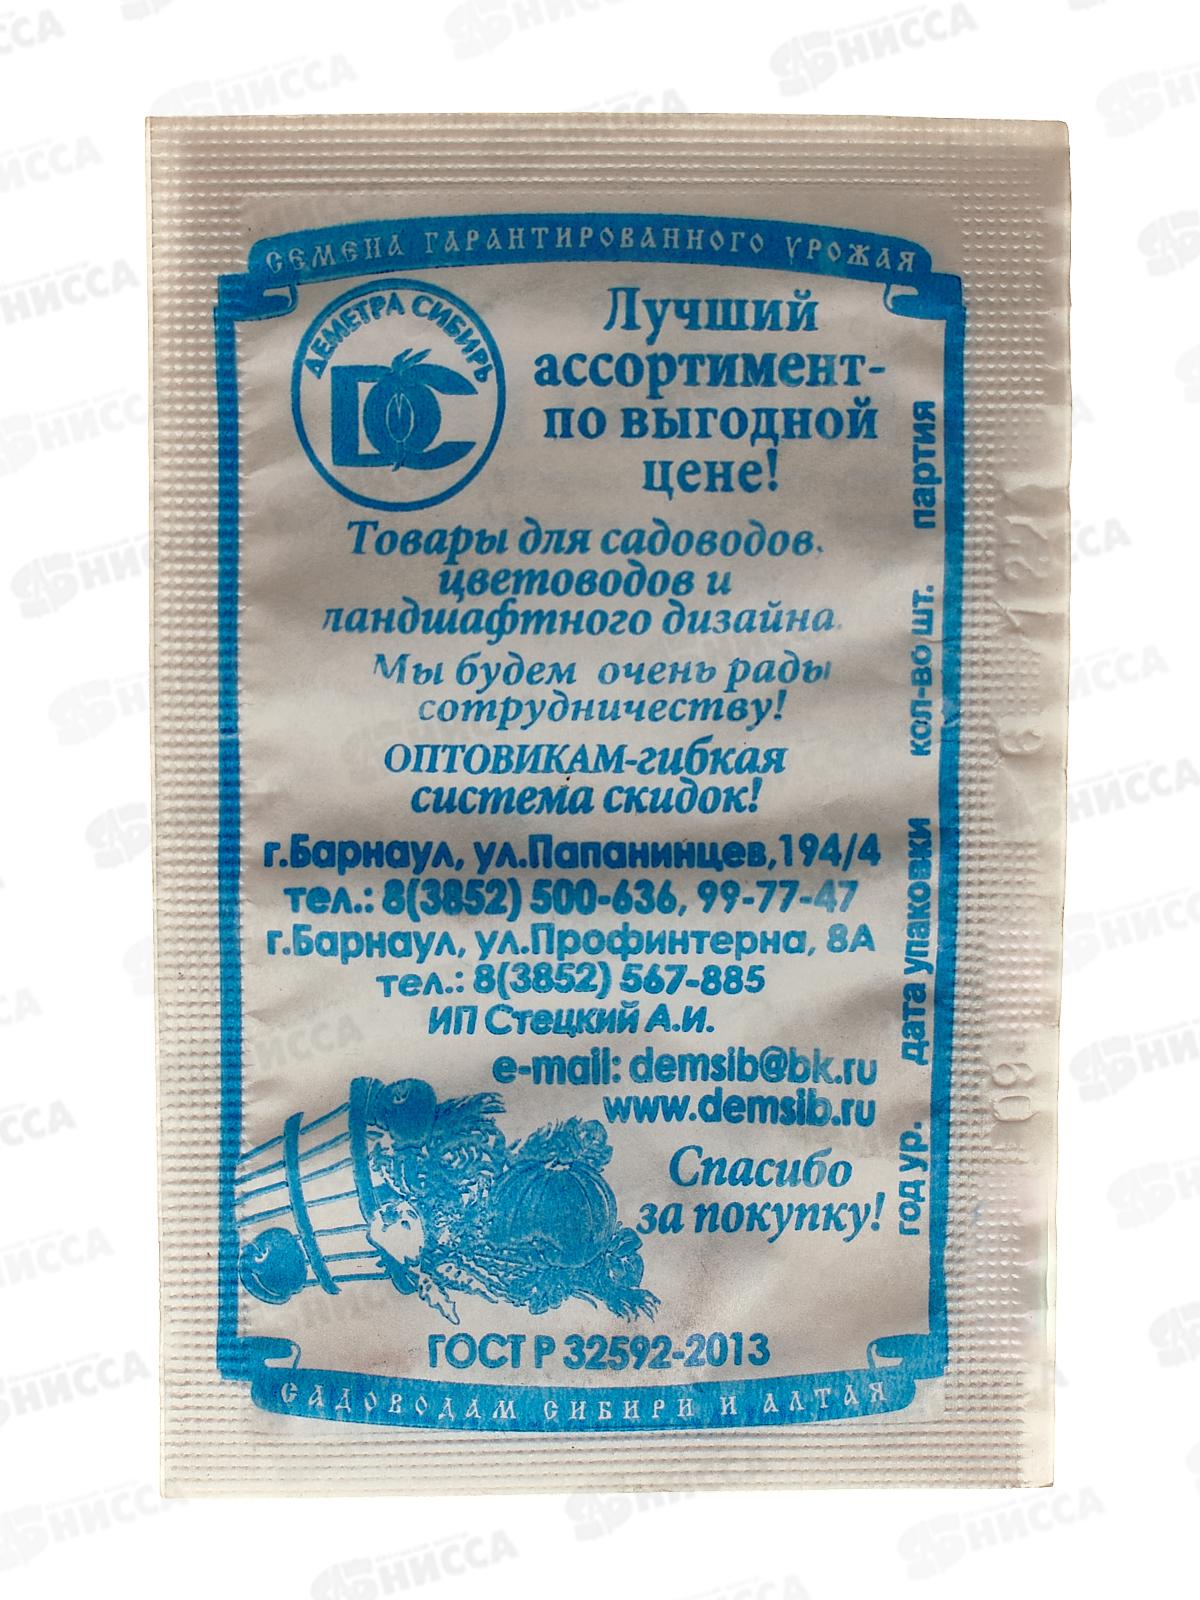 СЕМЕНА ГАРАНТИРОВАННОГО УРОЖАЯ
ДЕМЕТРА СИБИРЬ
DC
Лучший
ассортимент-
по выгодной
цене!
Товары для садоводов,
цветоводов и
ландшафтного дизайна.
Мы будем очень рады
сотрудничеству!
ОПТОВИКАМ-гибкая
система скидок!
г.Барнаул, ул.Папанинцев,194/4
тел.: 8(3852) 500-636, 99-77-47
г.Барнаул, ул.Профинтерна, 8А
тел.: 8(3852) 567-885
ИП Стецкий А.И.
e-mail: demsib@bk.ru
www.demsib.ru
Спасибо
за покупку!
ГОСТ Р 32592-2013
САДОВОДАМ СИБИРИ И АЛТАЯ
год ур. дата упаковки кол-во шт. партия
НИССА